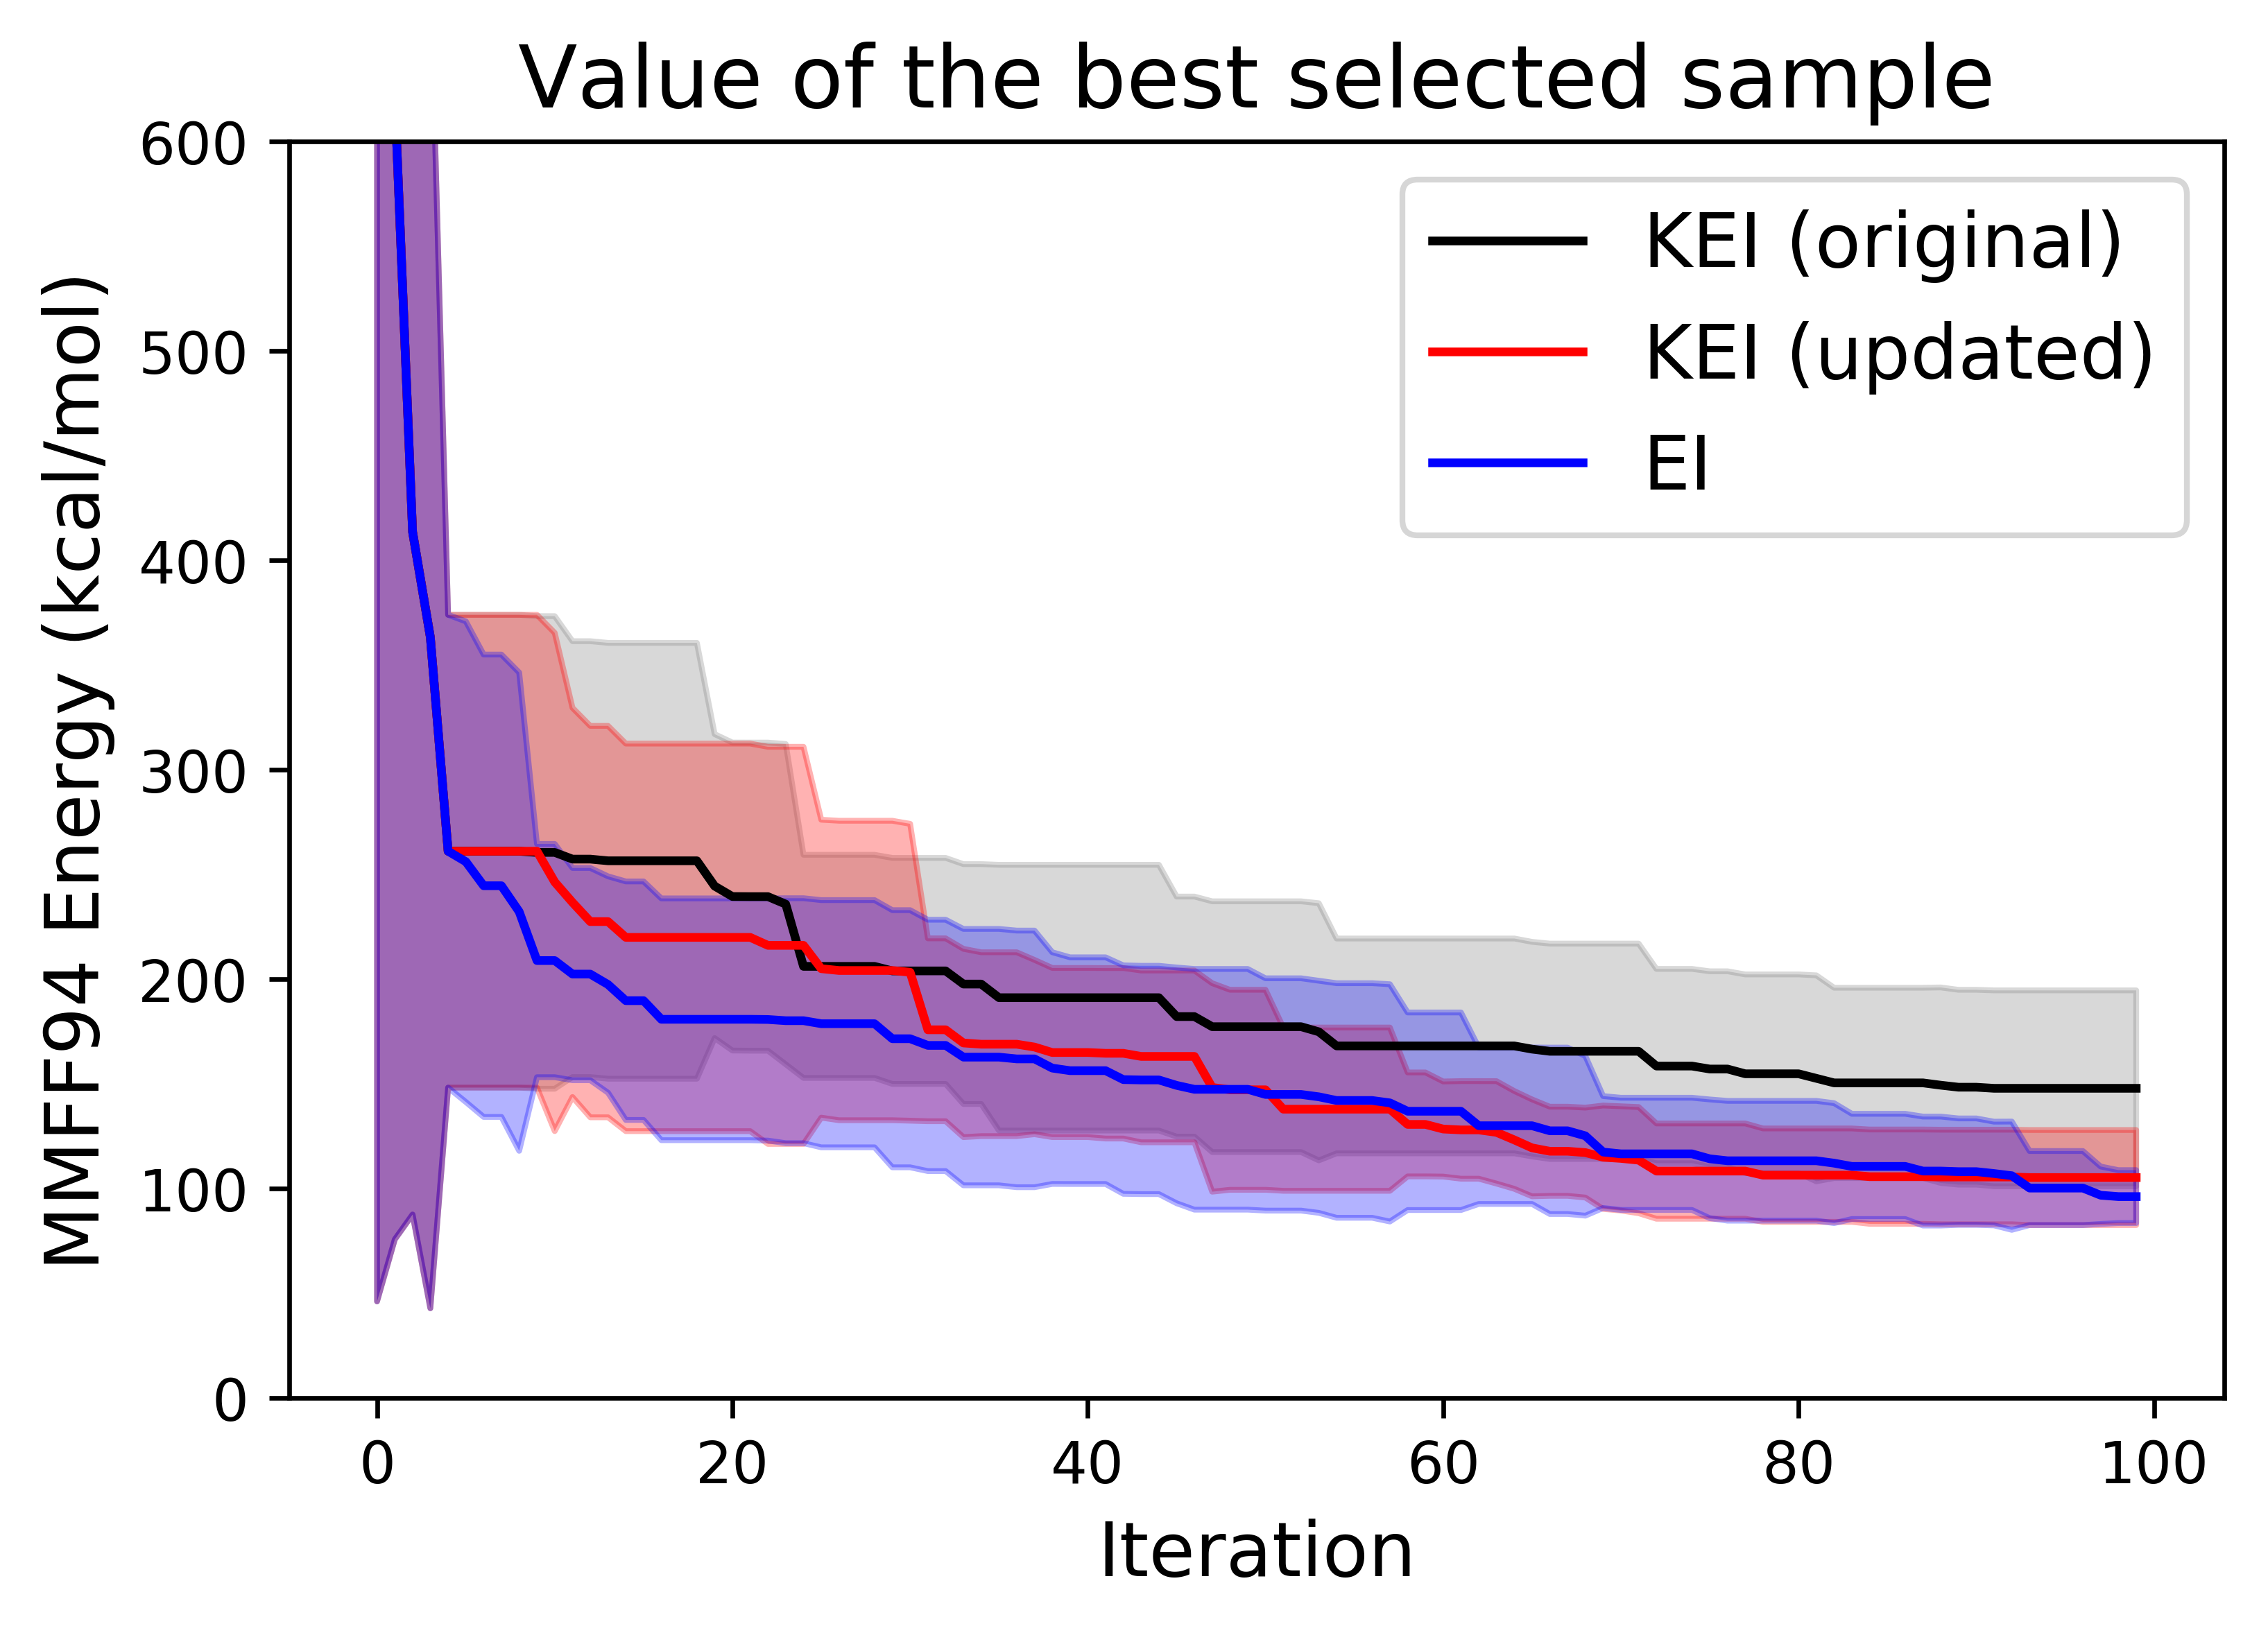 Value of the best selected sample
MMFF94 Energy (kcal/mol)
600
500
400
300
200
100
0
KEI (original)
KEI (updated)
EI
0 20 40 60 80 100
Iteration